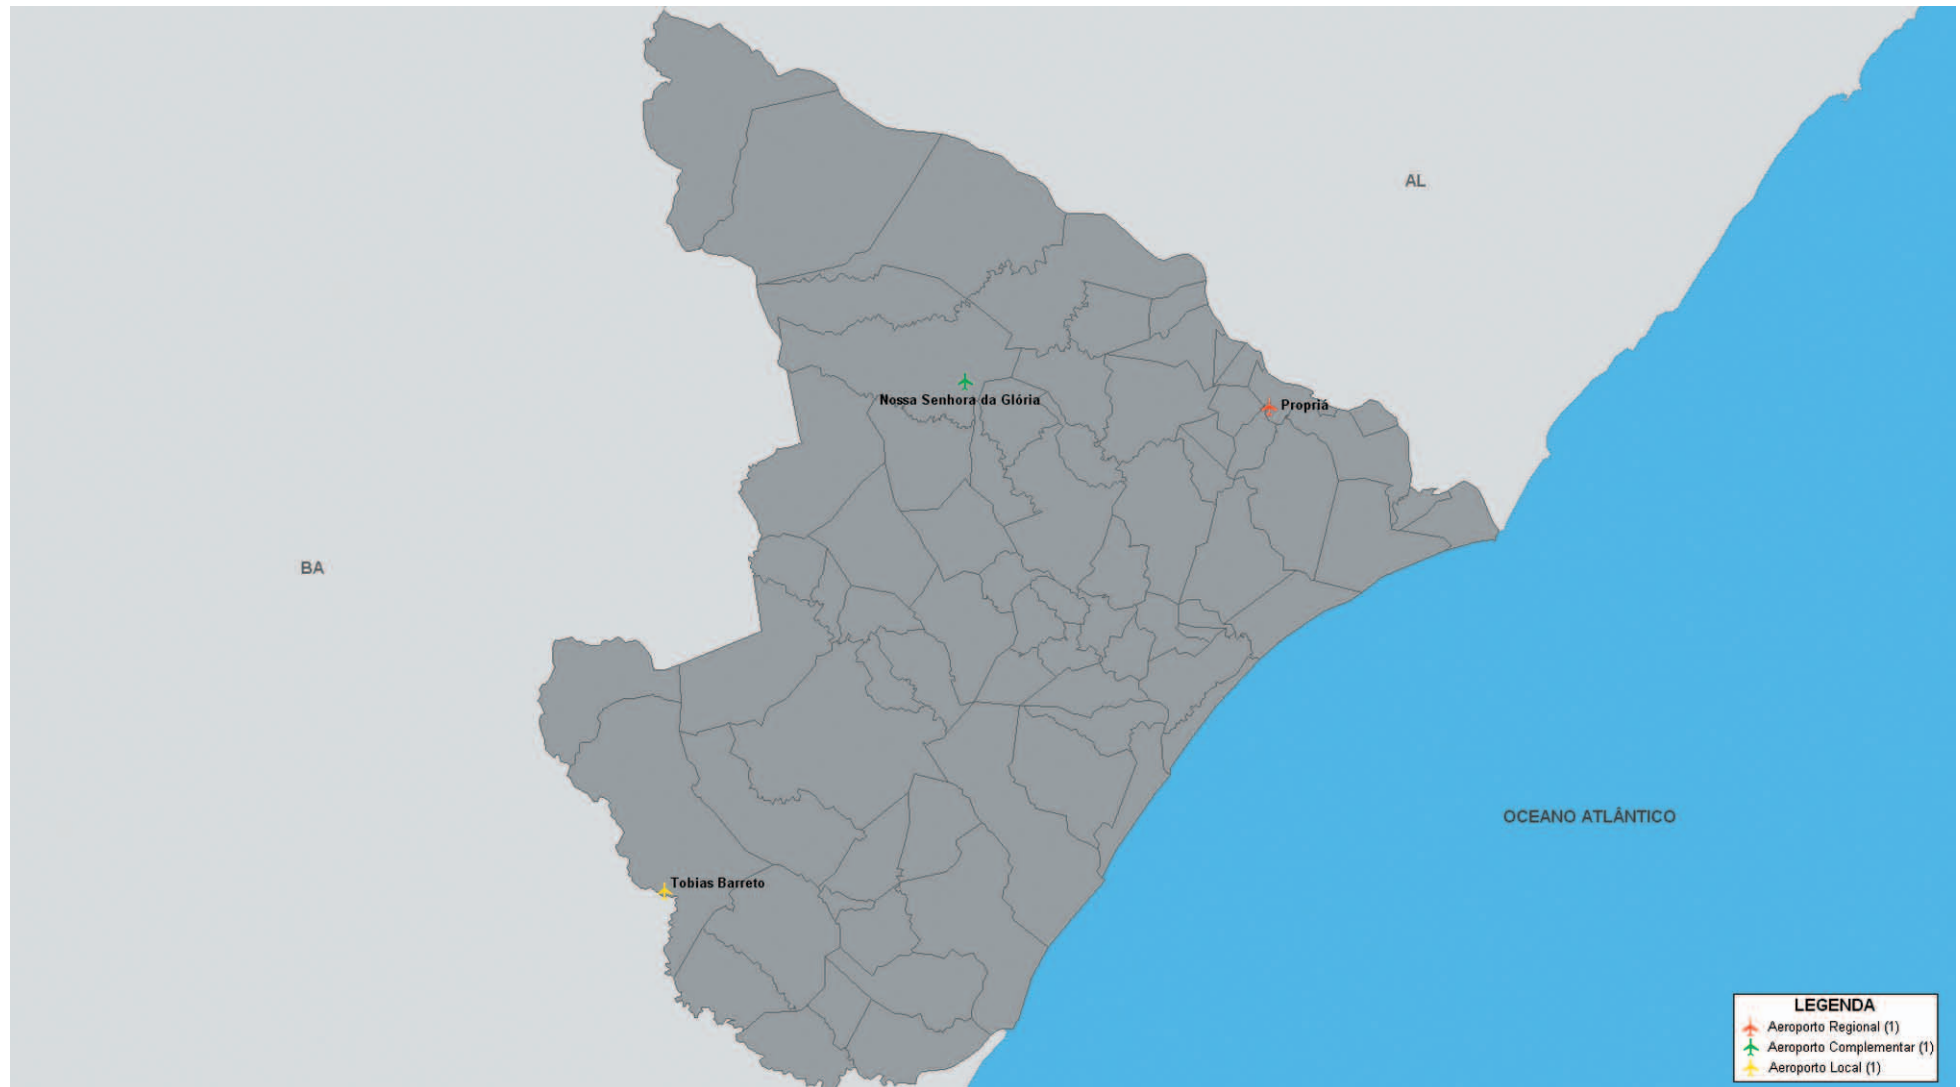 AL
Nossa Senhora da Glória
Propriá
BA
OCEANO ATLÂNTICO
Tobias Barreto
LEGENDA
Aeroporto Regional (1)
Aeroporto Complementar (1)
Aeroporto Local (1)